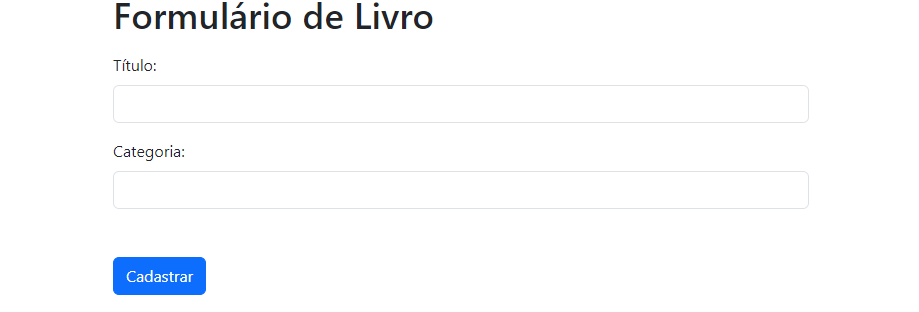 Formulário de Livro
Título:
Categoria:
Cadastrar